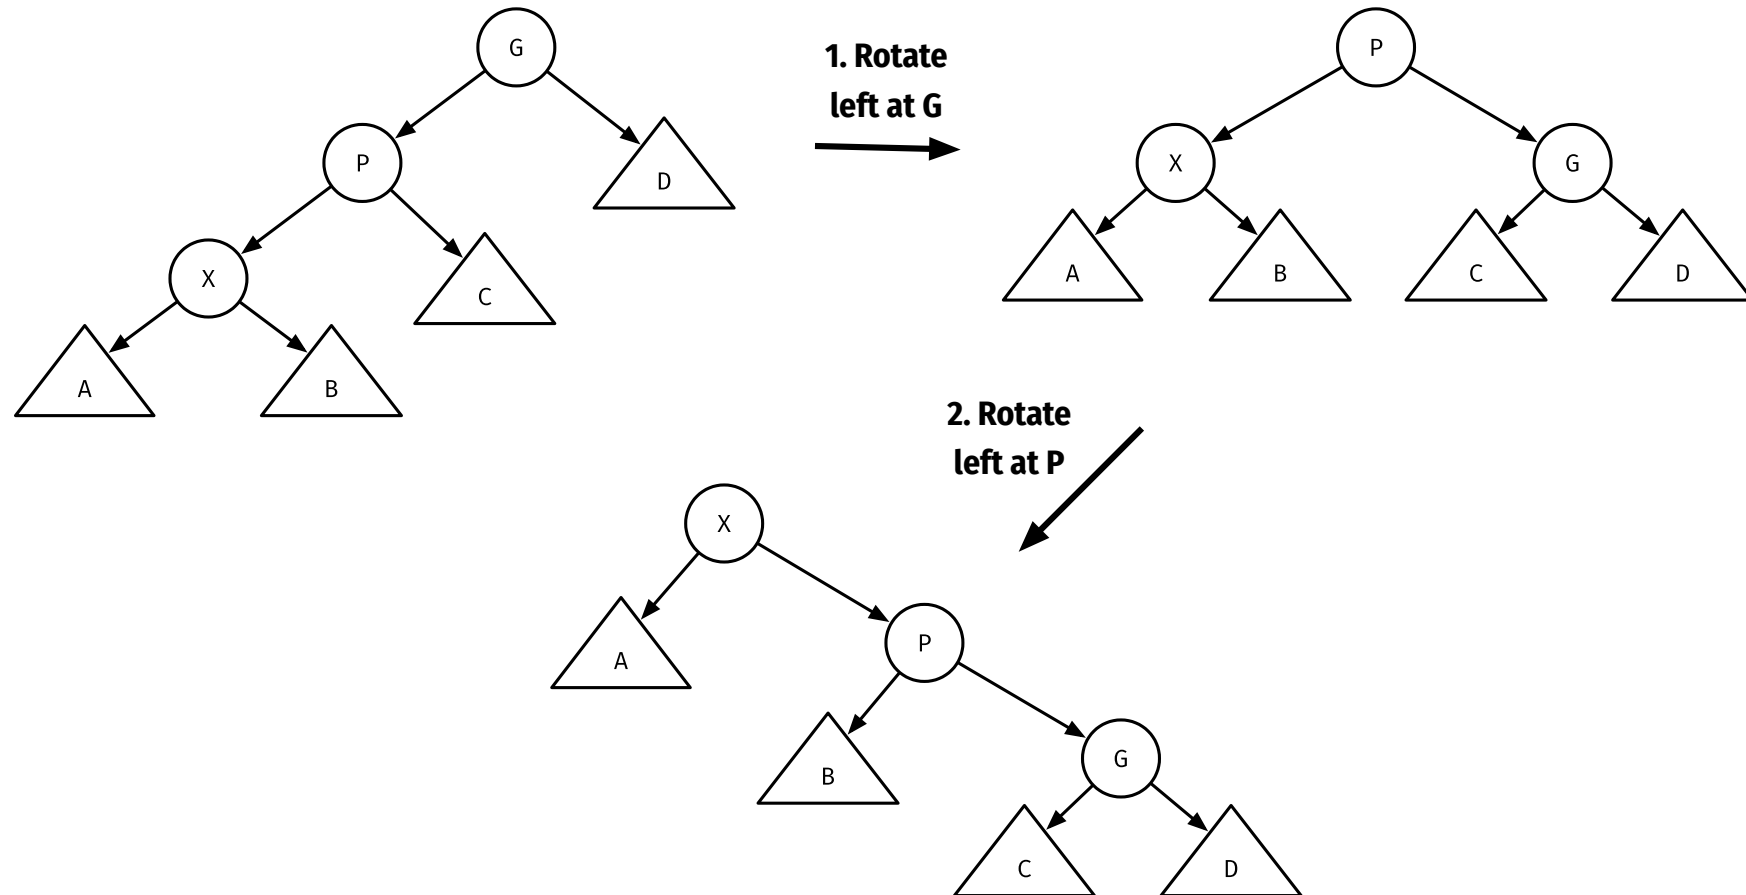 G
P
D
X
C
A
B
1. Rotate
left at G
P
X
G
A
B
C
D
2. Rotate
left at P
X
A
P
B
G
C
D